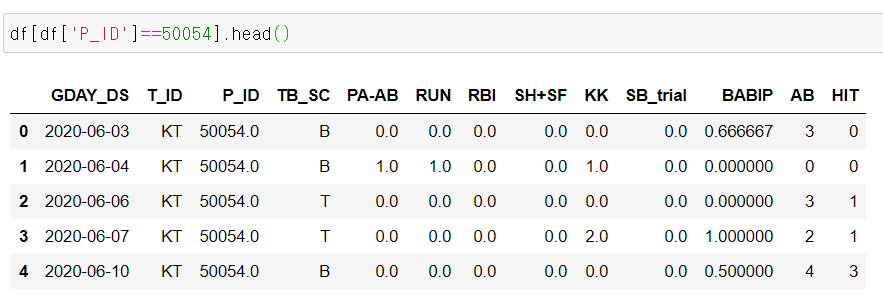 df[df['P_ID']==50054].head()
GDAY_DS T_ID P_ID TB_SC PA-AB RUN RBI SH+SF KK SB_trial BABIP AB HIT
0 2020-06-03 KT 50054.0 B 0.0 0.0 0.0 0.0 0.0 0.0 0.666667 3 0
1 2020-06-04 KT 50054.0 B 1.0 1.0 0.0 0.0 1.0 0.0 0.000000 0 0
2 2020-06-06 KT 50054.0 T 0.0 0.0 0.0 0.0 0.0 0.0 0.000000 3 1
3 2020-06-07 KT 50054.0 T 0.0 0.0 0.0 0.0 2.0 0.0 1.000000 2 1
4 2020-06-10 KT 50054.0 B 0.0 0.0 0.0 0.0 0.0 0.0 0.500000 4 3